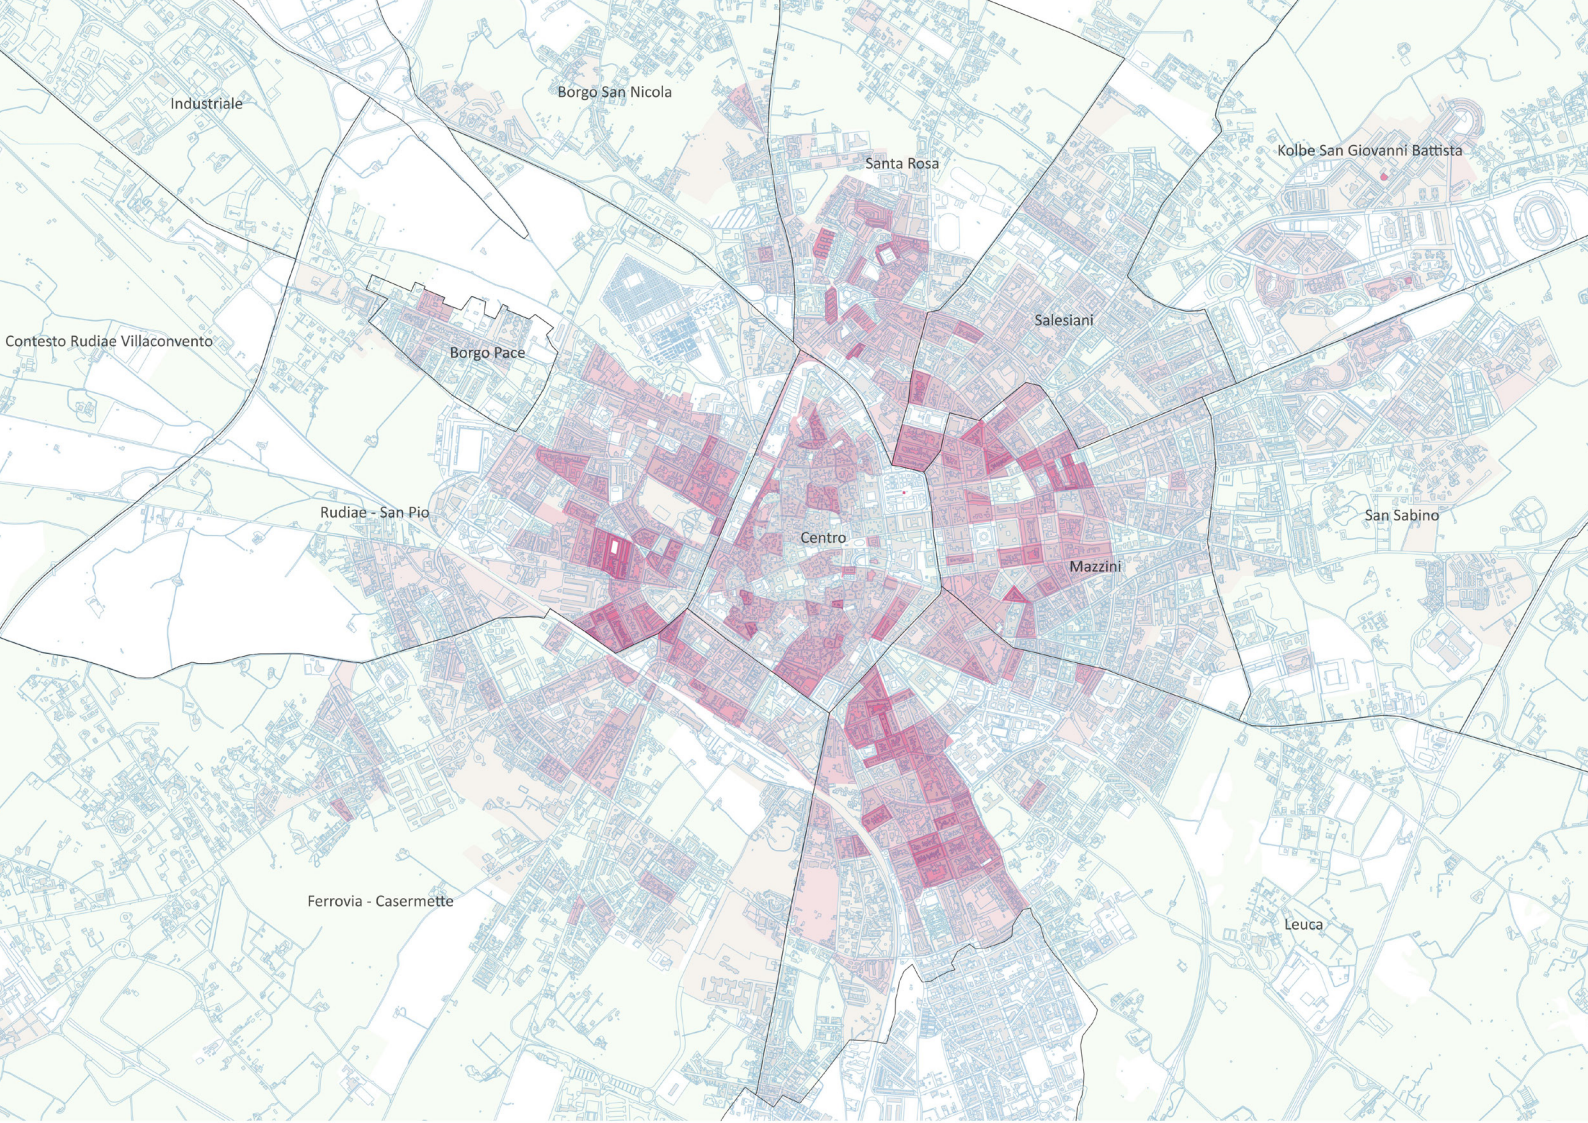 Borgo San Nicola
Industriale
Kolbe San Giovanni Battista
Santa Rosa
Salesiani
Contesto Rudiae Villaconvento
Borgo Pace
Rudiae - San Pio
San Sabino
Centro
Mazzini
Ferrovia - Casermette
Leuca